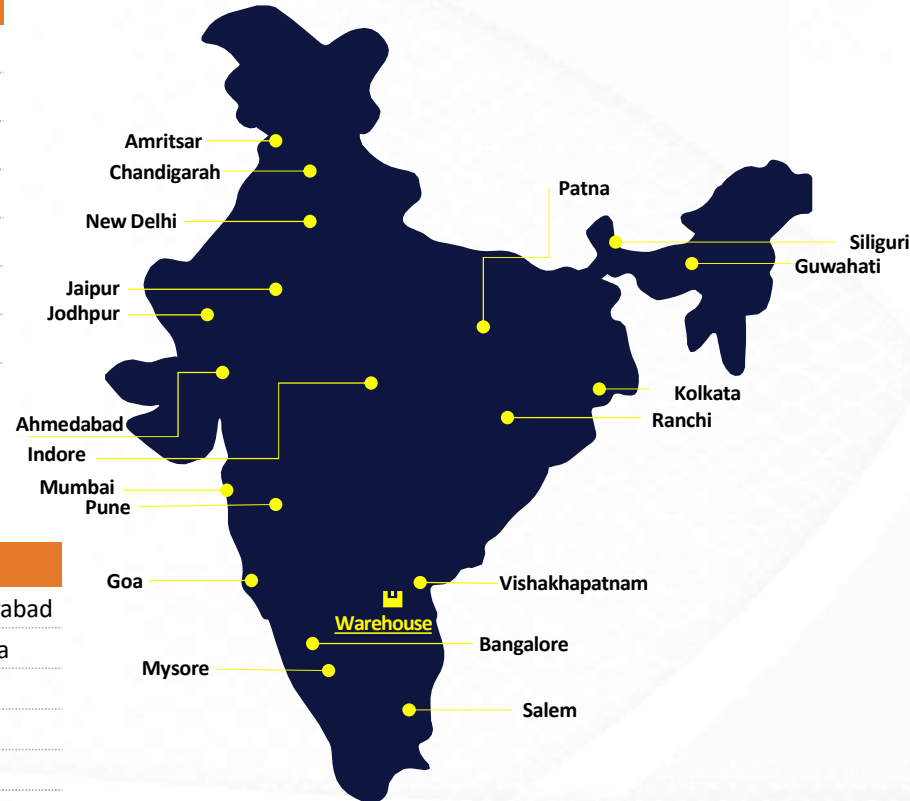 Amritsar
Chandigarah
New Delhi
Patna
Siliguri
Guwahati
Jaipur
Jodhpur
Kolkata
Ranchi
Ahmedabad
Indore
Mumbai
Pune
Goa
Vishakhapatnam
abad
Warehouse
a
Bangalore
Mysore
Salem